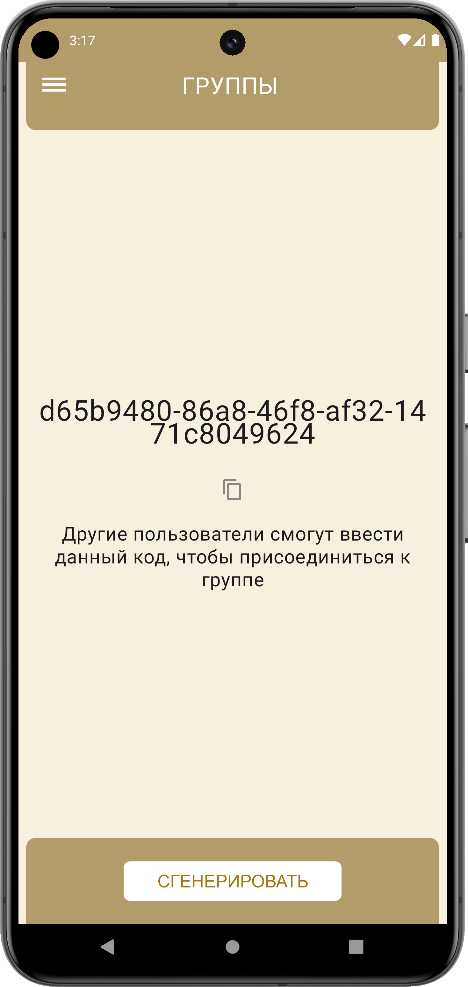 3:17
ГРУППЫ
d65b9480-86a8-46f8-af32-14
71c8049624
Другие пользователи смогут ввести
данный код, чтобы присоединиться к
группе
СГЕНЕРИРОВАТЬ